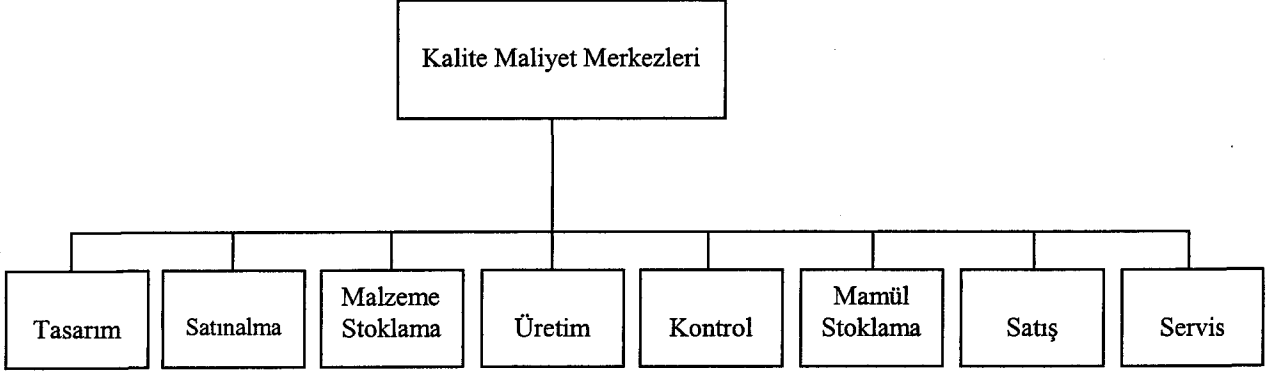 Kalite Maliyet Merkezleri
Tasarım
Satınalma
Malzeme
Stoklama
Üretim
Kontrol
Mamül
Stoklama
Satış
Servis